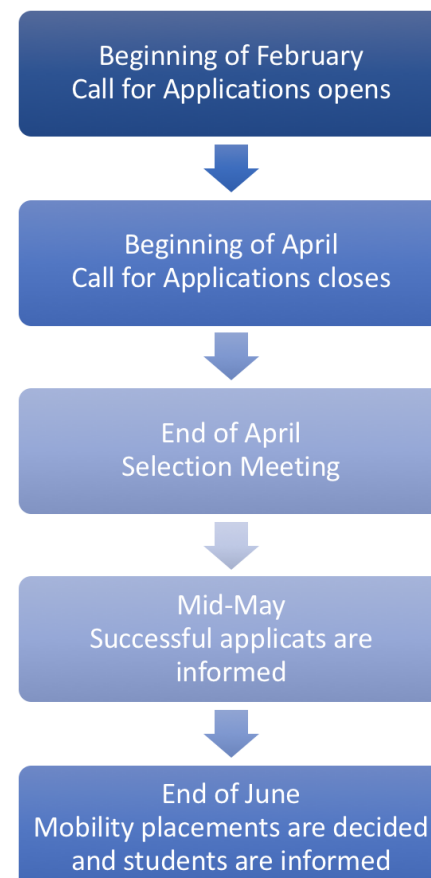 Beginning of February
Call for Applications opens
Beginning of April
Call for Applications closes
End of April
Selection Meeting
Mid-May
Successful applicats are
informed
End of June
Mobility placements are decided
and students are informed